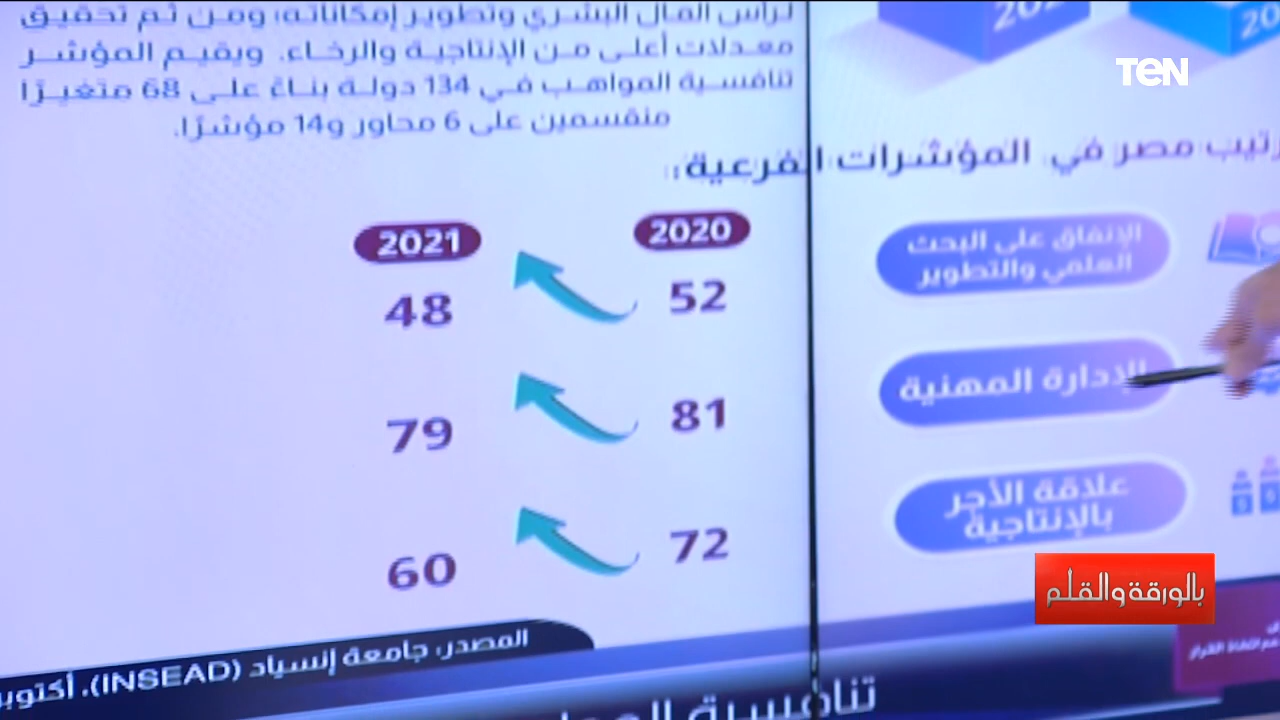 لرأس المال البشري وتطوير إمكاناته؛ ومن ثم تحقيق
معدلات أعلى من الإنتاجية والرخاء. ويقيم المؤشر
تنافسية المواهب في 134 دولة بناءً على 68 متغيرًا
منقسمين على 6 محاور و14 مؤشرًا.
TEN
ترتيب مصر في المؤشرات الفرعية:
2020
2021
الإنفاق على البحث
العلمي والتطوير
52
48
الإدارة المهنية
81
79
علاقة الأجر
بالإنتاجية
72
60
بالورقة والقلم
المصدر: جامعة إنسياد (INSEAD)، أكتوبر
تنافسية